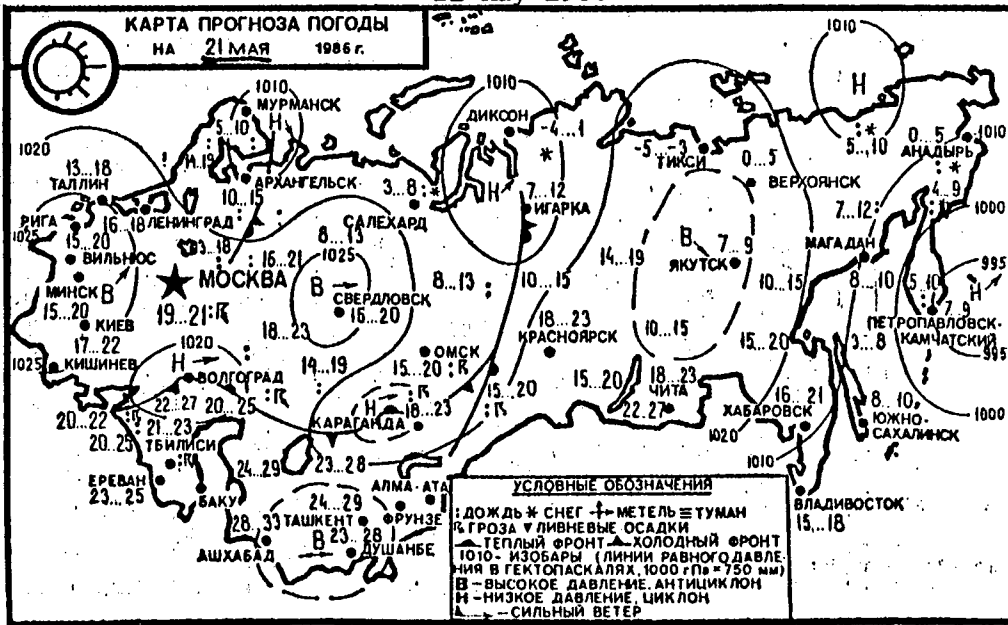 КАРТА ПРОГНОЗА ПОГОДЫ
НА 21 МАЯ 1986 г.
1010
МУРМАНСК
5...10
Н
1010
ДИКСОН
-4...1
1010
Н
1020
13...18
ТАЛЛИН
АРХАНГЕЛЬСК
10...15
3...8
САЛЕХАРД
Н
7...12
ИГАРКА
-5...-3
ТИКСИ
0...5
ВЕРХОЯНСК
5...10
0...5
АНАДЫРЬ
1010
4...9
1000
РИГА
16...18
ЛЕНИНГРАД
1025
15...20
ВИЛЬНЮС
МИНСК
В
МОСКВА
16...21
8...13
1025
В
СВЕРДЛОВСК
16...20
8...13
10...15
14...19
В
7...9
ЯКУТСК
10...15
7...12
МАГАДАН
8...10
5...10
7...9
995
Н
995
15...20
КИЕВ
17...22
19...21
18...23
18...23
КРАСНОЯРСК
10...15
15...20
3...8
ПЕТРОПАВЛОВСК-
КАМЧАТСКИЙ
1025
КИШИНЕВ
1020
Н
ВОЛГОГРАД
14...19
ОМСК
15...20
15...20
15...20
18...23
ЧИТА
22...27
16...21
ХАБАРОВСК
1020
8...10
ЮЖНО-
САХАЛИНСК
1000
20...22
22...27
20...25
Н
18...23
КАРАГАНДА
20...25
21...23
ТБИЛИСИ
24...29
23...28
1010
ЕРЕВАН
23...25
БАКУ
24...29
АЛМА-АТА
ТАШКЕНТ
ФРУНЗЕ
28...33
АШХАБАД
В
23...28
ДУШАНБЕ
ВЛАДИВОСТОК
15...18
УСЛОВНЫЕ ОБОЗНАЧЕНИЯ
ДОЖДЬ СНЕГ МЕТЕЛЬ ТУМАН
ГРОЗА ЛИВНЕВЫЕ ОСАДКИ
ТЕПЛЫЙ ФРОНТ ХОЛОДНЫЙ ФРОНТ
1010- ИЗОБАРЫ (ЛИНИИ РАВНОГО ДАВЛЕ-
НИЯ В ГЕКТОПАСКАЛЯХ, 1000 гПа = 750 мм)
В - ВЫСОКОЕ ДАВЛЕНИЕ, АНТИЦИКЛОН
Н - НИЗКОЕ ДАВЛЕНИЕ, ЦИКЛОН
- СИЛЬНЫЙ ВЕТЕР